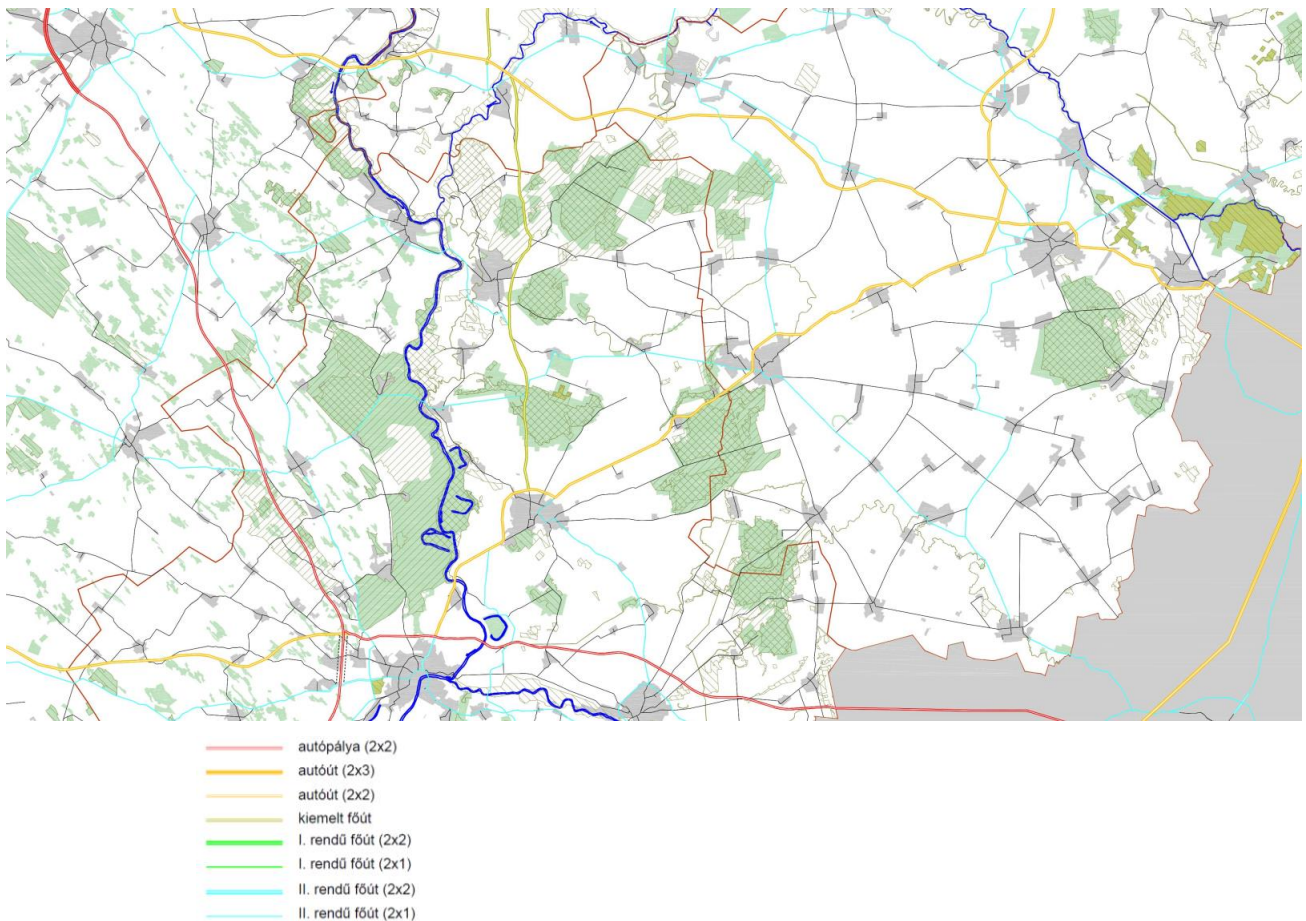 autópálya (2x2)
autóút (2x3)
autóút (2x2)
kiemelt főút
I. rendű főút (2x2)
I. rendű főút (2x1)
II. rendű főút (2x2)
II. rendű főút (2x1)